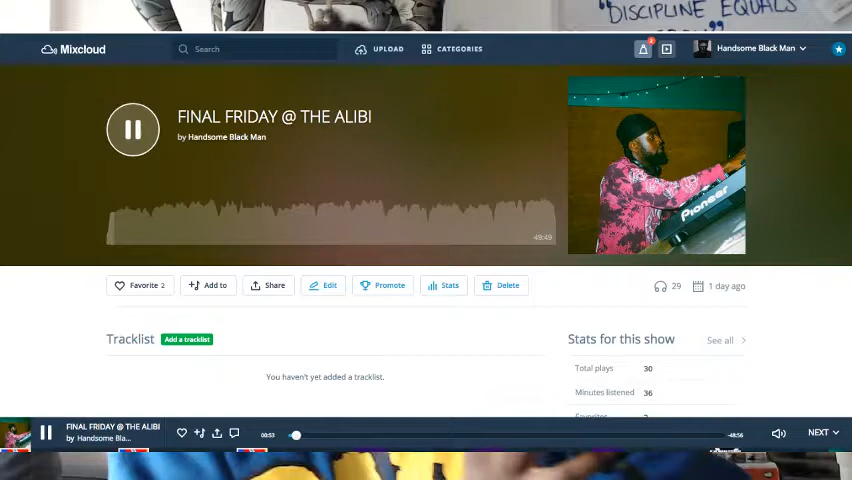 "DISCIPLINE EQUALS
Mixcloud
Search
UPLOAD
CATEGORIES
2
Handsome Black Man
FINAL FRIDAY @ THE ALIBI
by Handsome Black Man
49:49
Pioneer
Favorite 2
Add to
Share
Edit
Promote
Stats
Delete
29
1 day ago
Tracklist
Add a tracklist
Stats for this show
See all
You haven't yet added a tracklist.
Total plays 30
Minutes listened 36
FINAL FRIDAY @ THE ALIBI
by Handsome Bla...
00:53
-48:56
NEXT